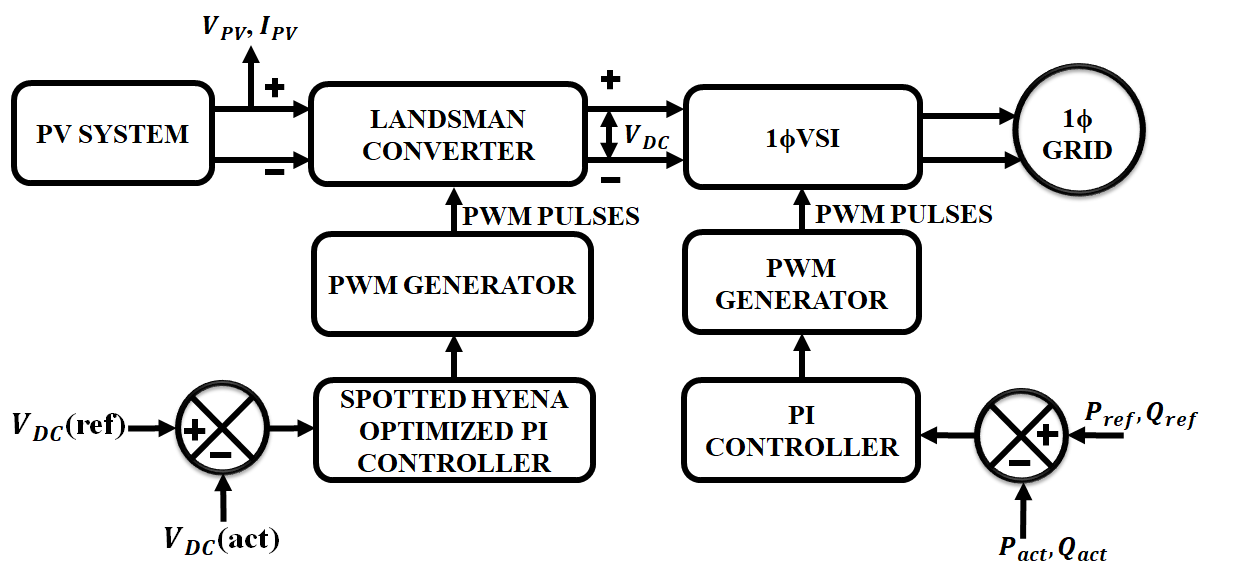 V_PV, I_PV
+
+
PV SYSTEM
LANDSMAN
CONVERTER
V_DC
1ϕVSI
1ϕ
GRID
−
−
PWM PULSES
PWM PULSES
PWM GENERATOR
PWM
GENERATOR
SPOTTED HYENA
OPTIMIZED PI
CONTROLLER
PI
CONTROLLER
V_DC(ref)
+
−
P_ref, Q_ref
+
−
V_DC(act)
P_act, Q_act